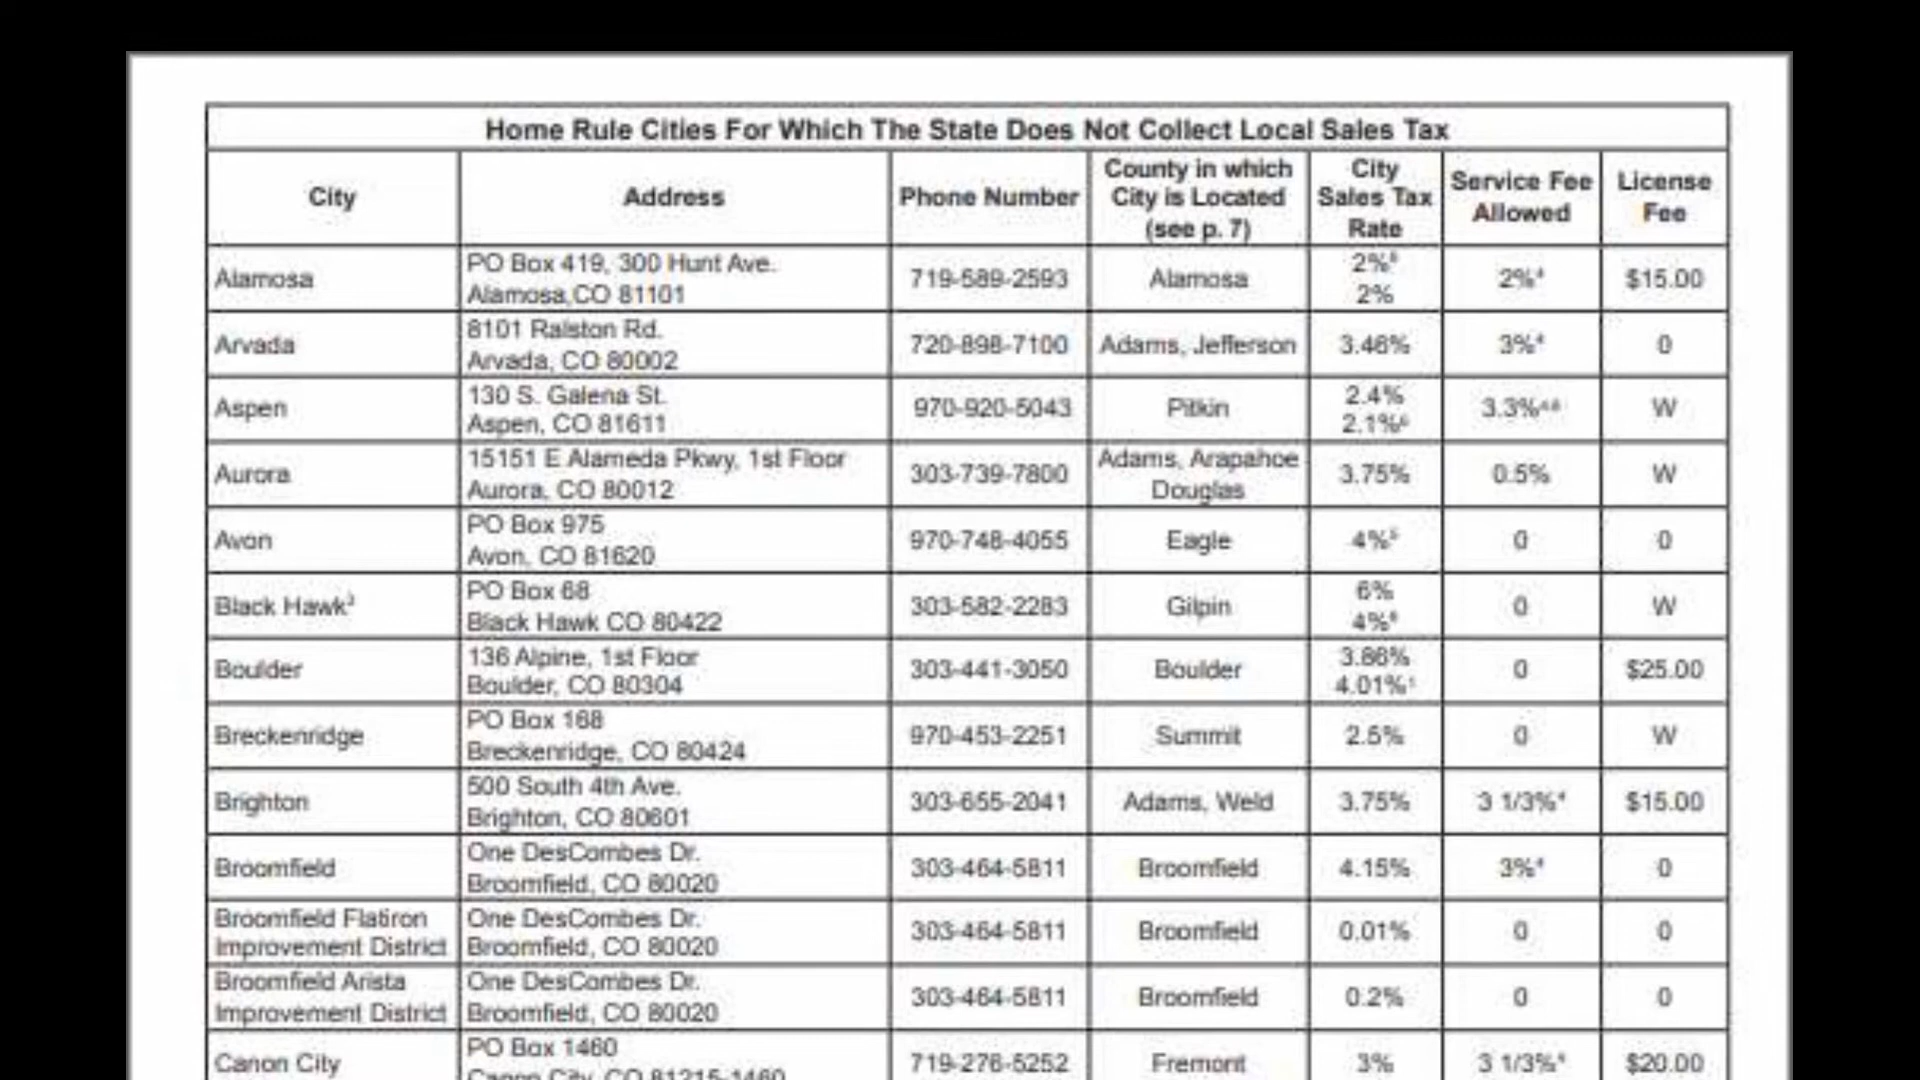 Home Rule Cities For Which The State Does Not Collect Local Sales Tax
City Address Phone Number County in which City is Located (see p. 7) City Sales Tax Rate Service Fee Allowed License Fee
Alamosa PO Box 419, 300 Hunt Ave. 719-589-2593 Alamosa 2% 2% $15.00
Alamosa,CO 81101 2%
Arvada 8101 Ralston Rd. 720-898-7100 Adams, Jefferson 3.46% 3%⁴ 0
Arvada, CO 80002
Aspen 130 S. Galena St. 970-920-5043 Pitkin 2.4% 3.3% W
Aspen, CO 81611 2.1%
Aurora 15151 E Alameda Pkwy, 1st Floor 303-739-7800 Adams, Arapahoe 3.75% 0.5% W
Aurora, CO 80012 Douglas
Avon PO Box 975 970-748-4055 Eagle 4%⁵ 0 0
Avon, CO 81620
Black Hawk PO Box 68 303-582-2283 Gilpin 6% 0 W
Black Hawk CO 80422 4%
Boulder 136 Alpine, 1st Floor 303-441-3050 Boulder 3.86% 0 $25.00
Boulder, CO 80304 4.01%
Breckenridge PO Box 168 970-453-2251 Summit 2.5% 0 W
Breckenridge, CO 80424
Brighton 500 South 4th Ave. 303-655-2041 Adams, Weld 3.75% 3 1/3%⁴ $15.00
Brighton, CO 80601
Broomfield One DesCombes Dr. 303-464-5811 Broomfield 4.15% 3%⁴ 0
Broomfield, CO 80020
Broomfield Flatiron One DesCombes Dr. 303-464-5811 Broomfield 0.01% 0 0
Improvement District Broomfield, CO 80020
Broomfield Arista One DesCombes Dr. 303-464-5811 Broomfield 0.2% 0 0
Improvement District Broomfield, CO 80020
Canon City PO Box 1460 719-276-5252 Fremont 3% 3 1/3% $20.00
Canon City, CO 81215-1460